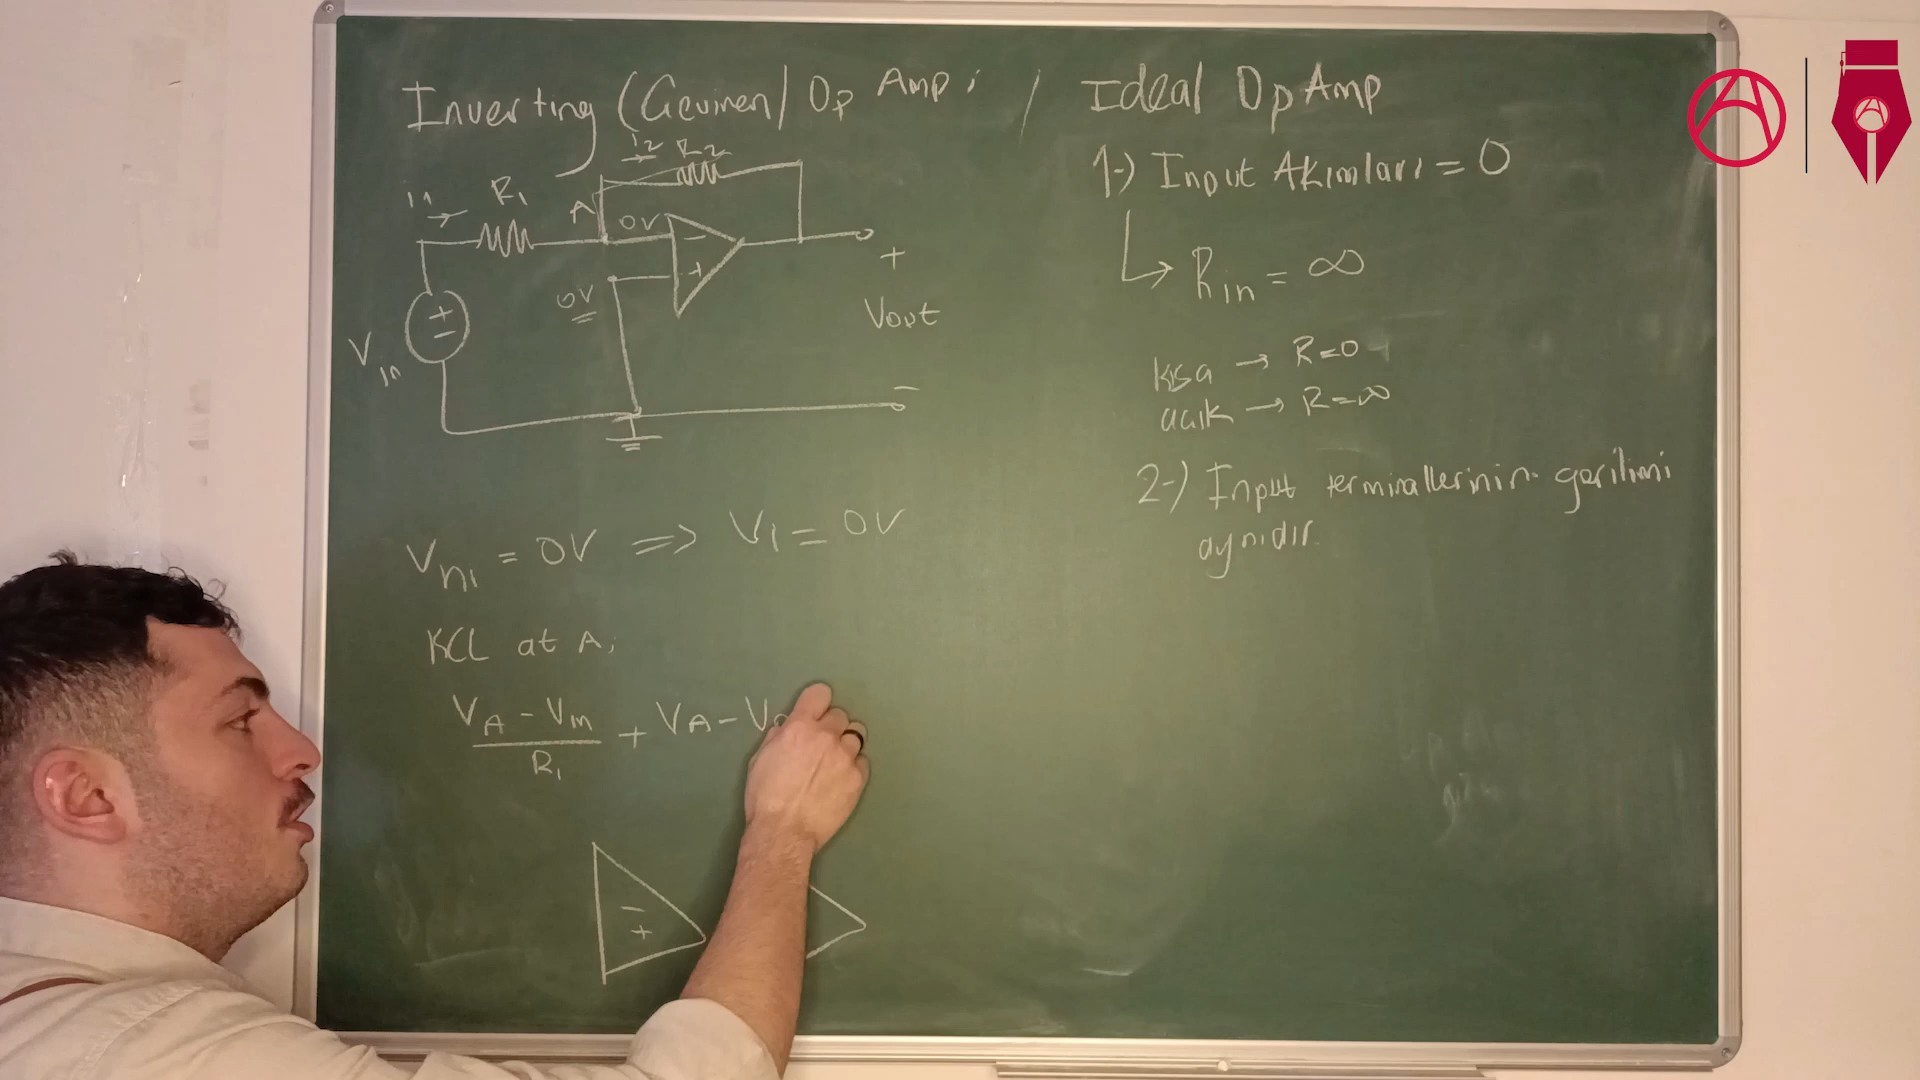 Inverting (Geviren) Op Amp; /
i2 R2
i1 R1 A 0V
-
+
0V
+
Vout
-
+
-
Vin
Vni = 0V => Vi = 0V
KCL at A;
VA - Vin / R1 + VA - Vo
-
+
Ideal Op Amp
1-) Input Akımları = 0
Rin = ∞
kısa → R=0
acık → R=∞
2-) Input terminallerinin gerilimi
aynıdır.